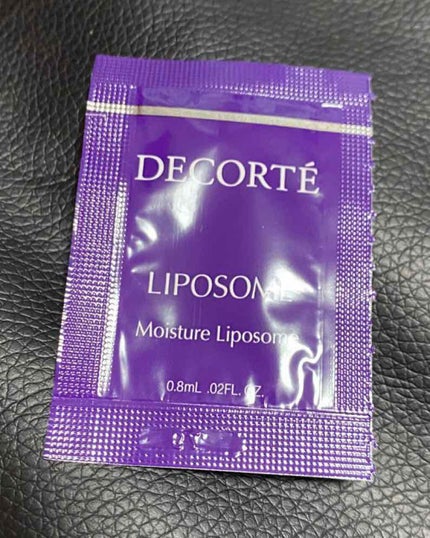 DECORTÉ
LIPOSOME
Moisture Liposome
0.8mL .02FL. OZ.